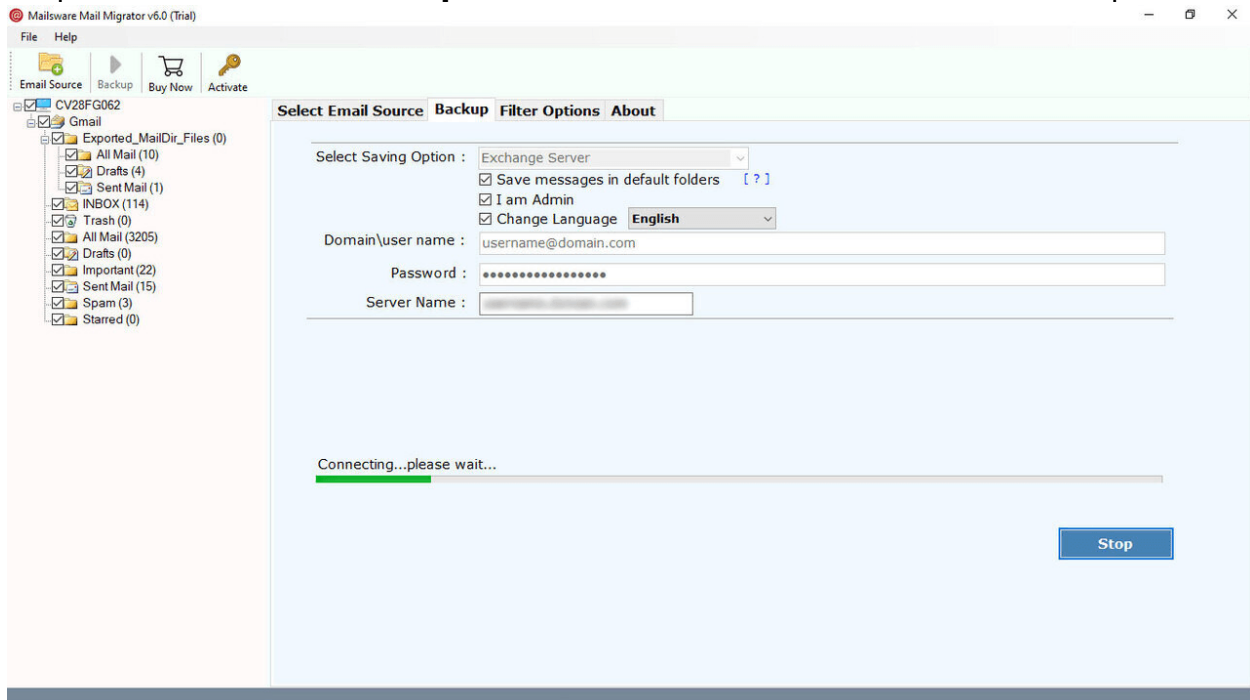 Mailsware Mail Migrator v6.0 (Trial)
File Help
Email Source Backup Buy Now Activate
CV28FG062
Gmail
Exported_MailDir_Files (0)
All Mail (10)
Drafts (4)
Sent Mail (1)
INBOX (114)
Trash (0)
All Mail (3205)
Drafts (0)
Important (22)
Sent Mail (15)
Spam (3)
Starred (0)
Select Email Source Backup Filter Options About
Select Saving Option : Exchange Server
Save messages in default folders [ ? ]
I am Admin
Change Language English
Domain\user name : username@domain.com
Password : •••••••••••••••••
Server Name :
Connecting...please wait...
Stop